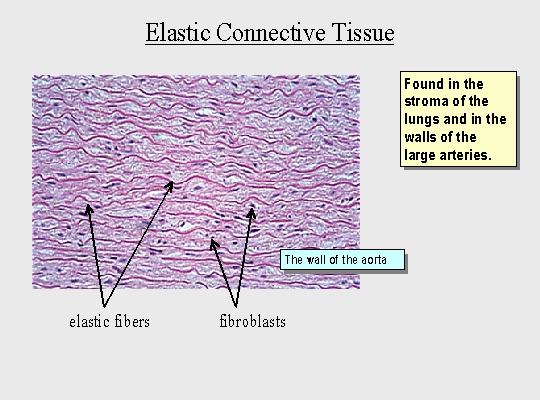 Elastic Connective Tissue
Found in the
stroma of the
lungs and in the
walls of the
large arteries.
The wall of the aorta
elastic fibers
fibroblasts